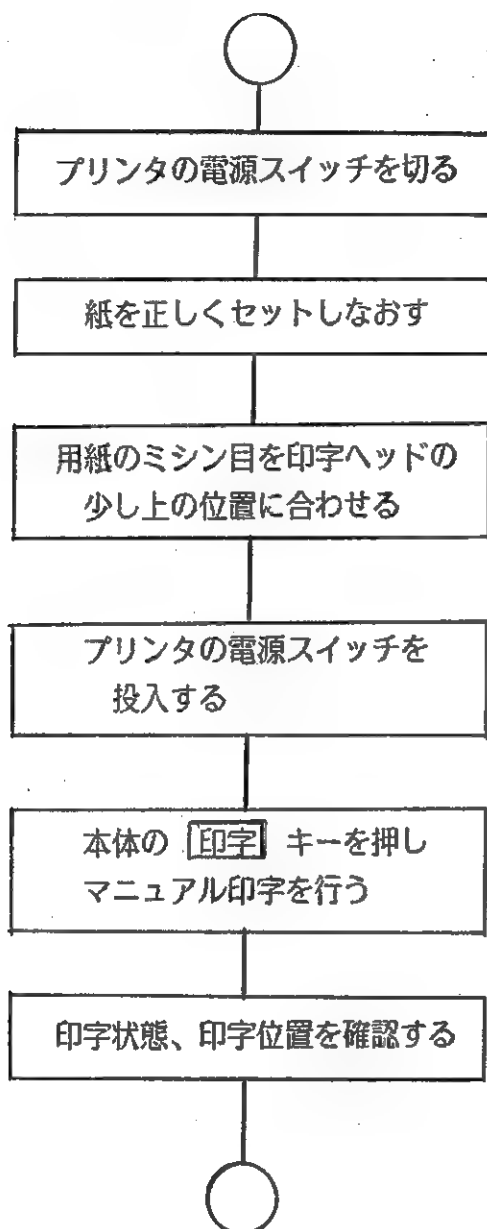 プリンタの電源スイッチを切る
紙を正しくセットしなおす
用紙のミシン目を印字ヘッドの
少し上の位置に合わせる
プリンタの電源スイッチを
投入する
本体の 印字 キーを押し
マニュアル印字を行う
印字状態、印字位置を確認する